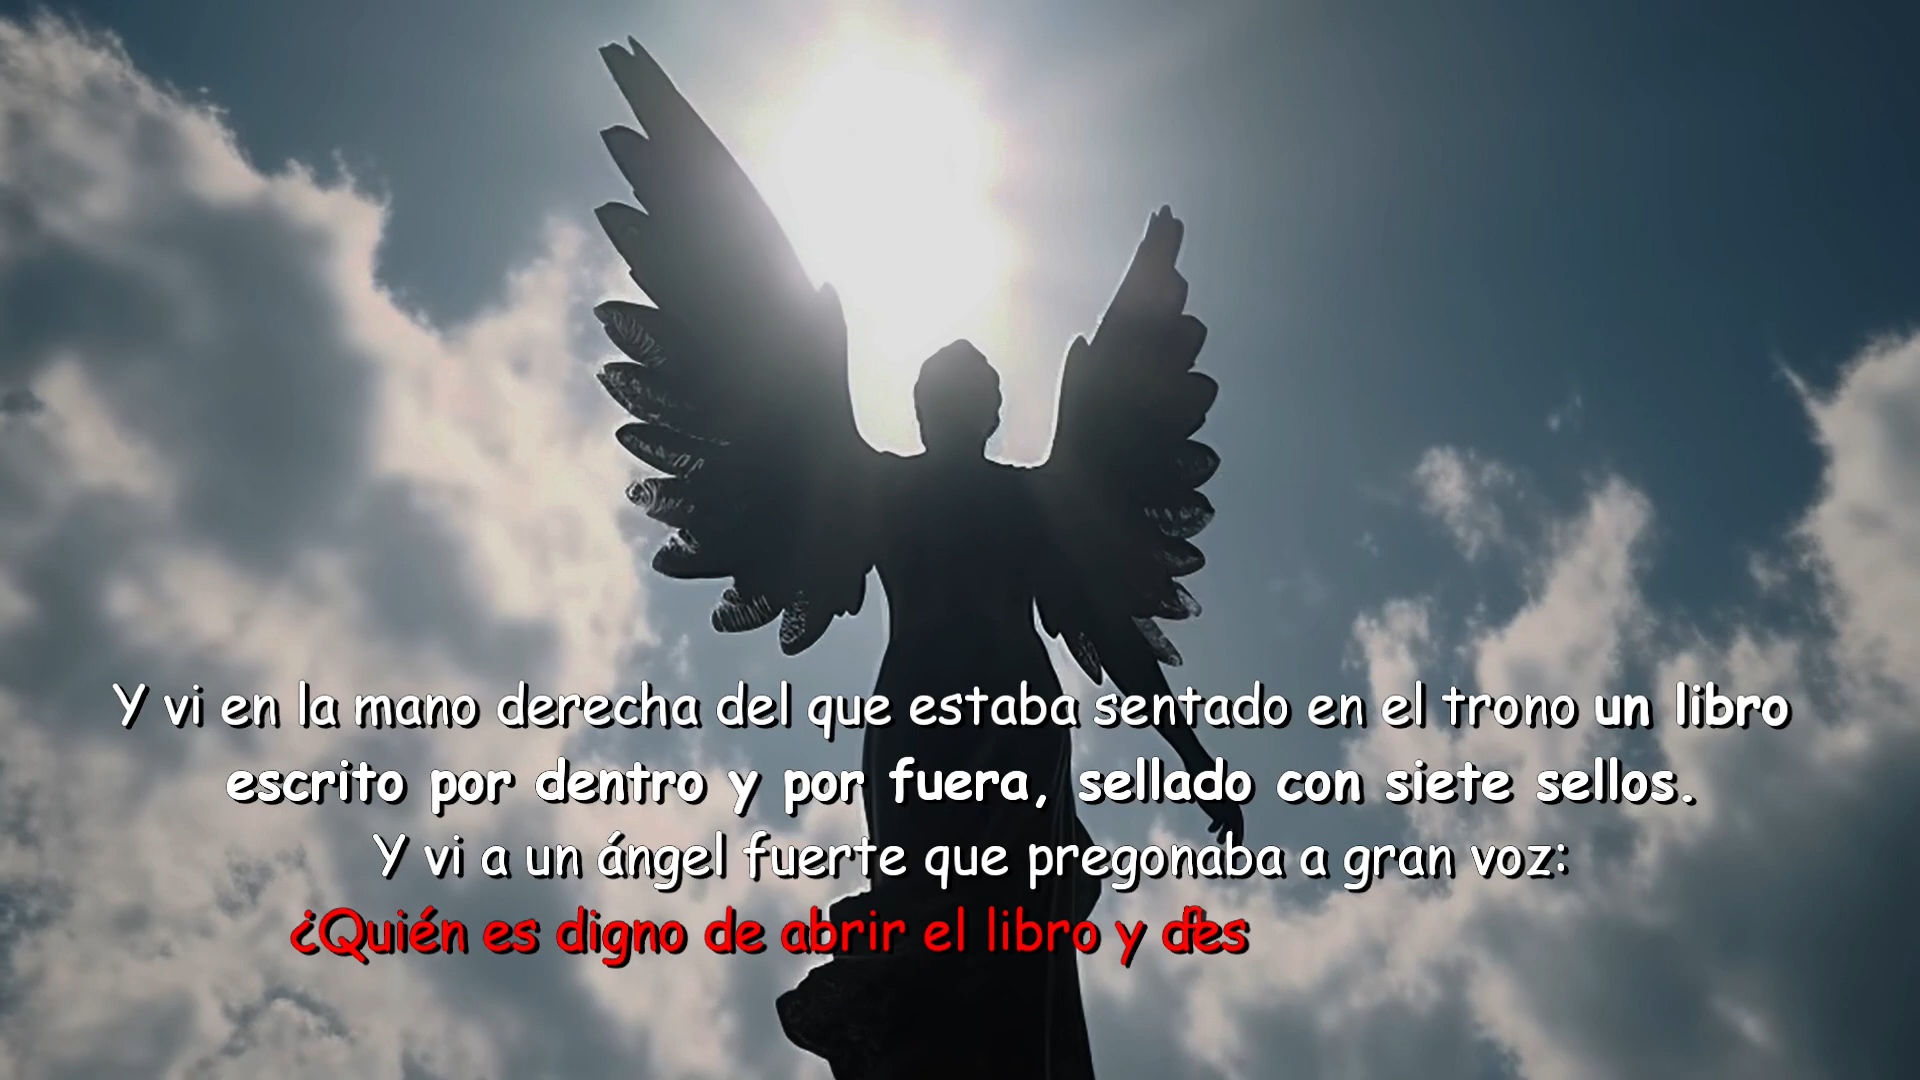 Y vi en la mano derecha del que estaba sentado en el trono un libro
escrito por dentro y por fuera, sellado con siete sellos.
Y vi a un ángel fuerte que pregonaba a gran voz:
¿Quién es digno de abrir el libro y